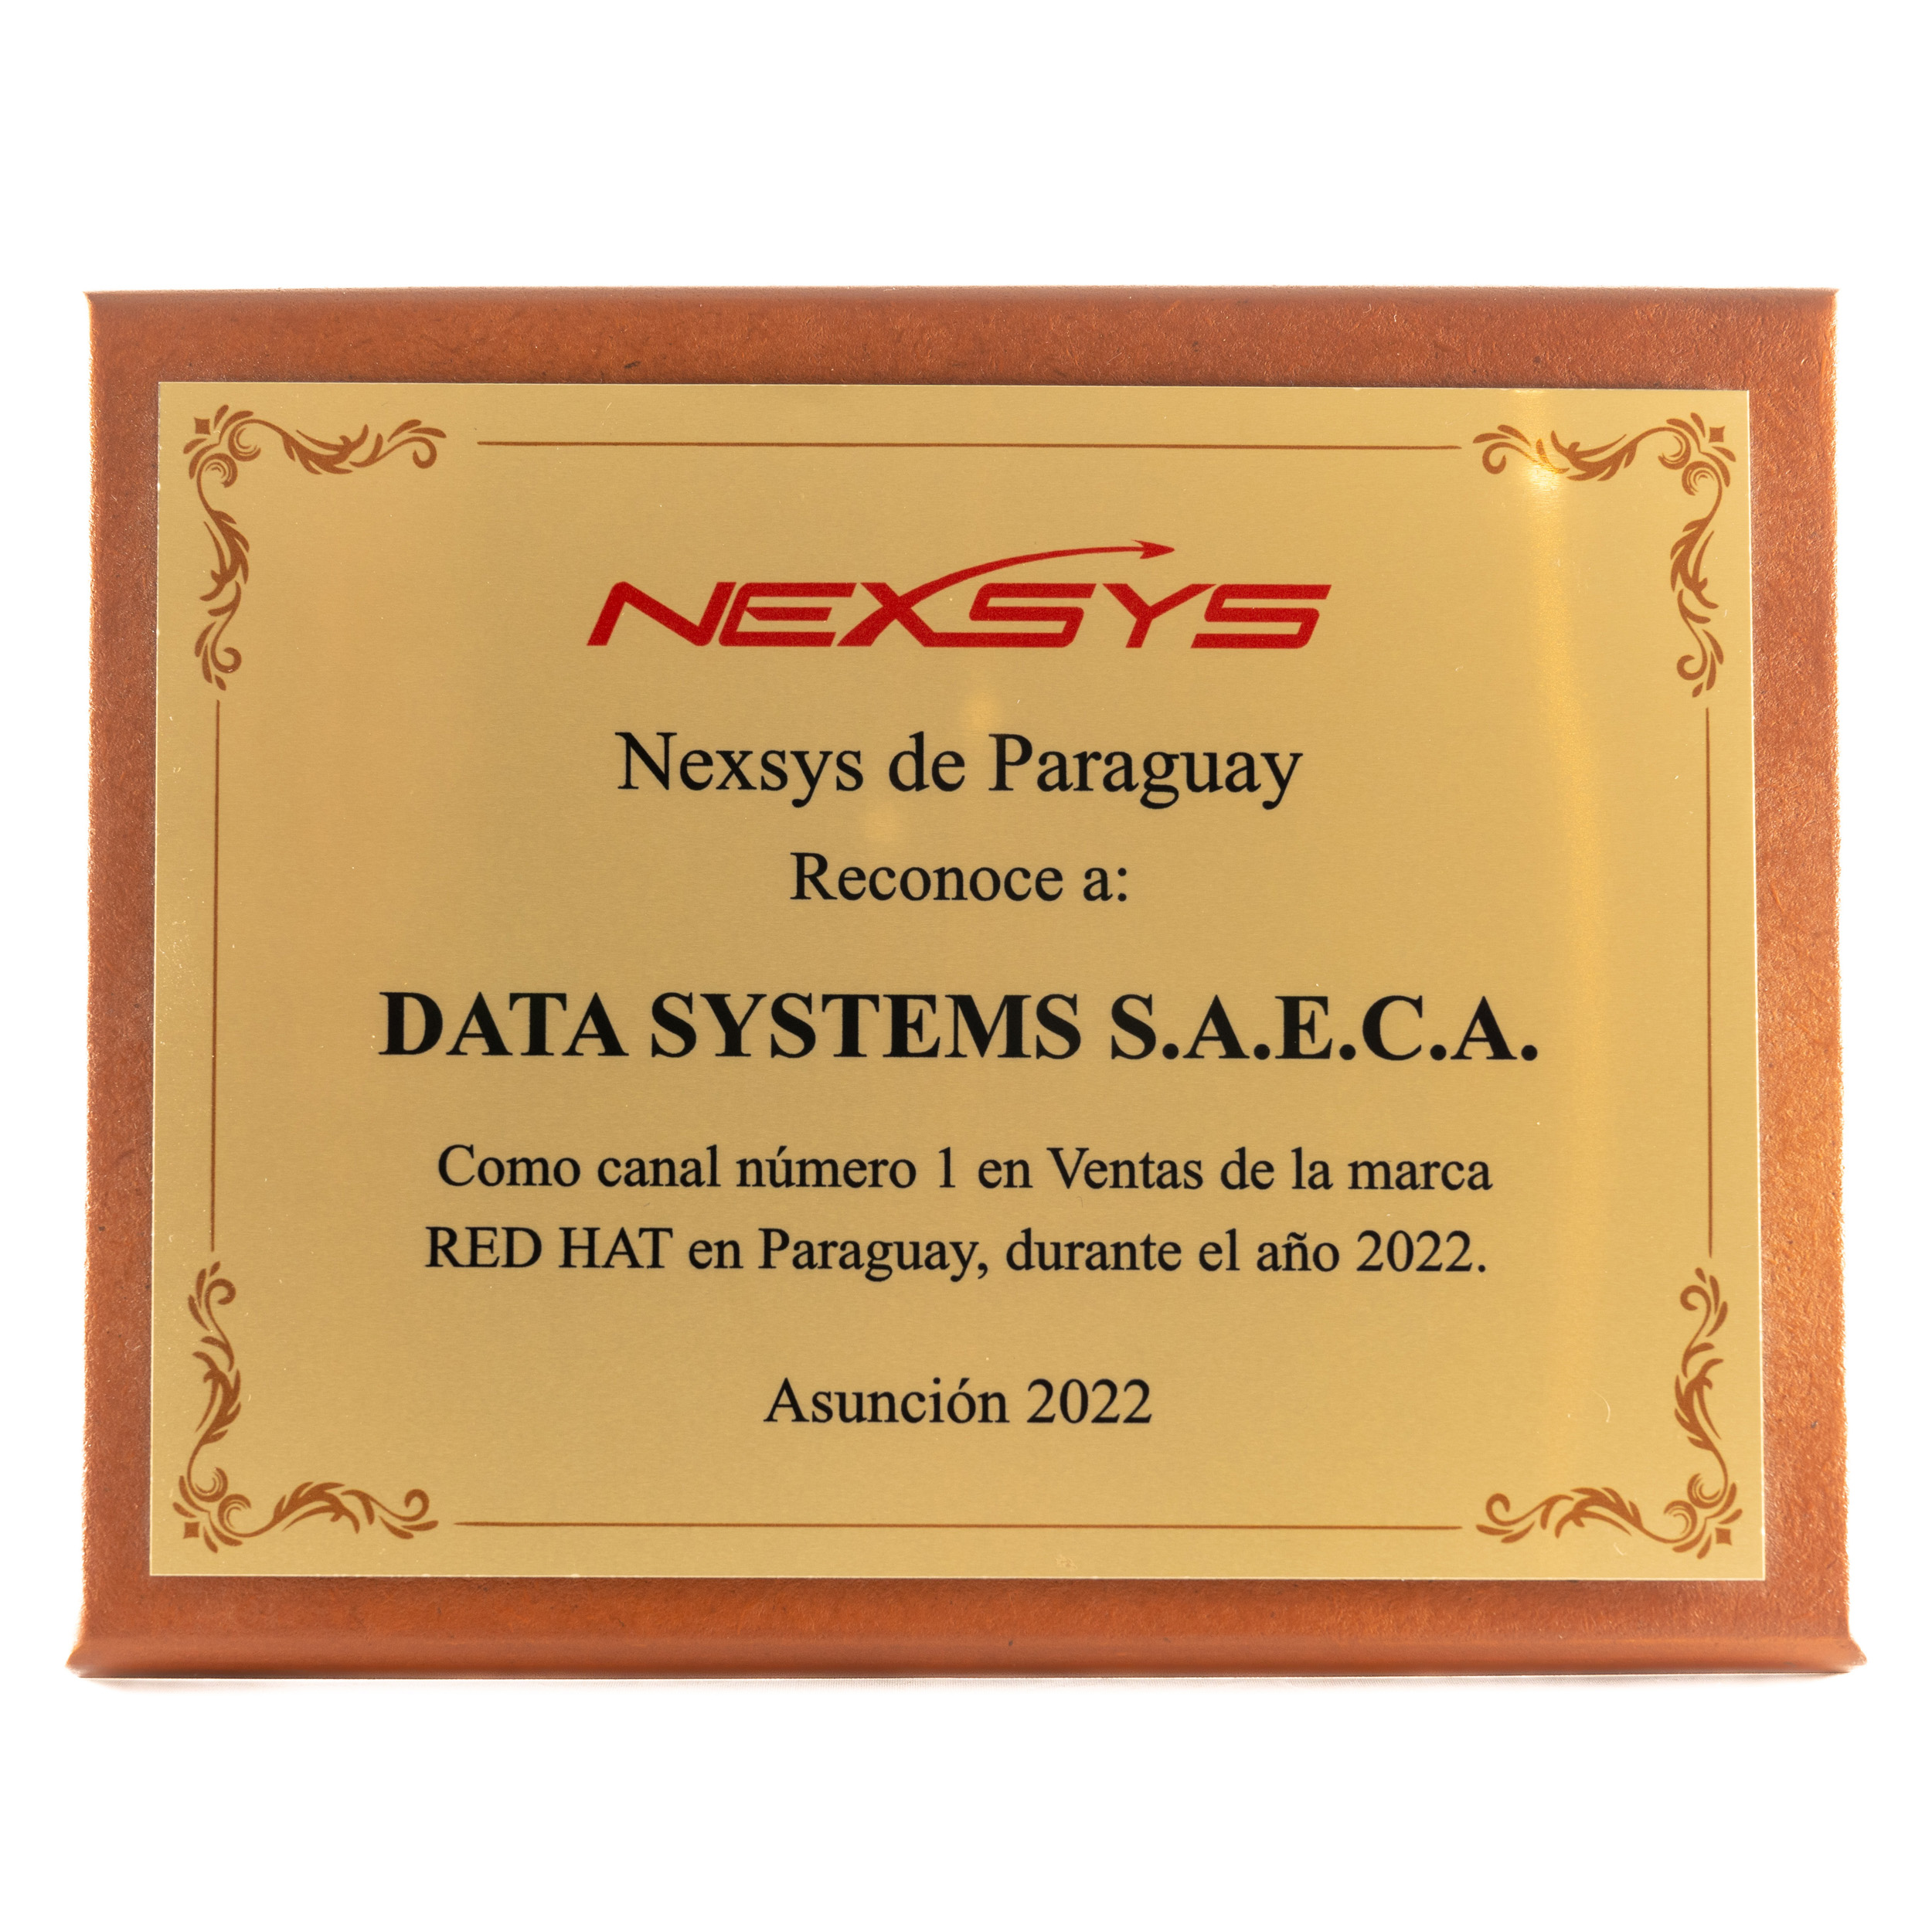 NEXSYS
Nexsys de Paraguay
Reconoce a:
DATA SYSTEMS S.A.E.C.A.
Como canal número 1 en Ventas de la marca
RED HAT en Paraguay, durante el año 2022.
Asunción 2022